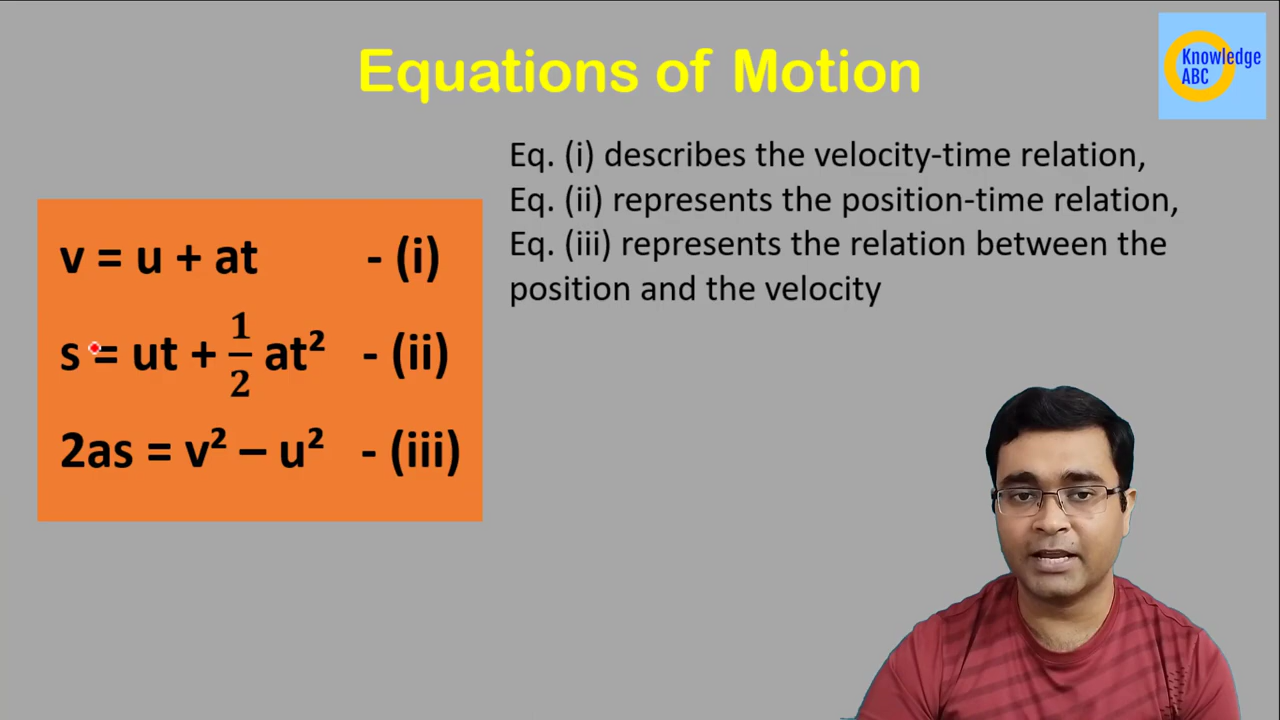 Equations of Motion
Knowledge
ABC
Eq. (i) describes the velocity-time relation,
Eq. (ii) represents the position-time relation,
Eq. (iii) represents the relation between the
position and the velocity
v = u + at - (i)
s = ut + 1/2 at² - (ii)
2as = v² – u² - (iii)